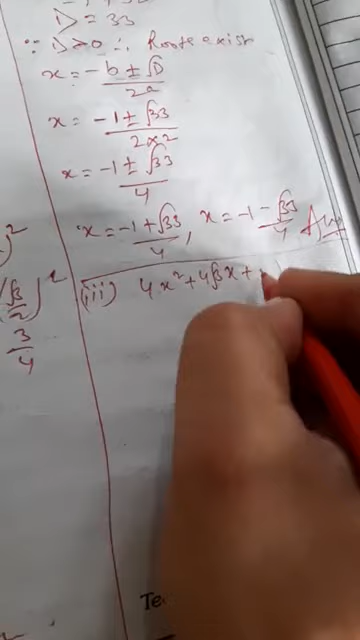 D = 33
∵ D>0 ∴ Roots exist
x = -b ± √D / 2a
x = -1 ± √33 / 2×2
x = -1 ± √33 / 4
x = -1 + √33 / 4 , x = -1 - √33 / 4 Ans
)²
(√3 / 2)²
3 / 4
(iii) 4x² + 4√3x +
Te